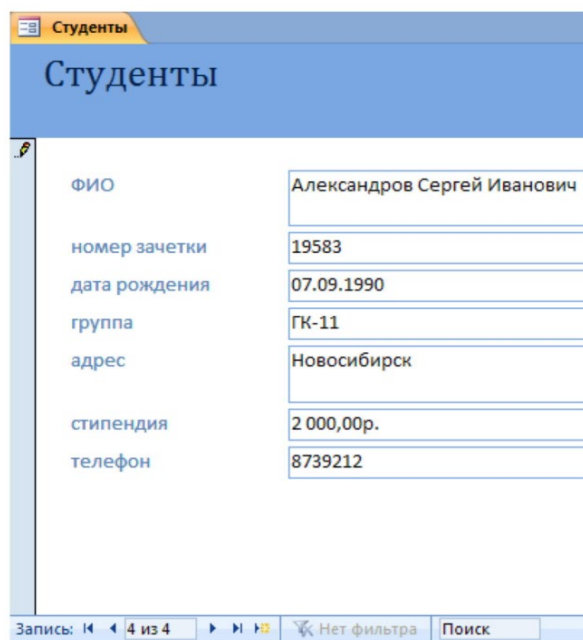 Студенты
Студенты
ФИО Александров Сергей Иванович
номер зачетки 19583
дата рождения 07.09.1990
группа ГК-11
адрес Новосибирск
стипендия 2 000,00р.
телефон 8739212
Запись: 4 из 4 Нет фильтра Поиск